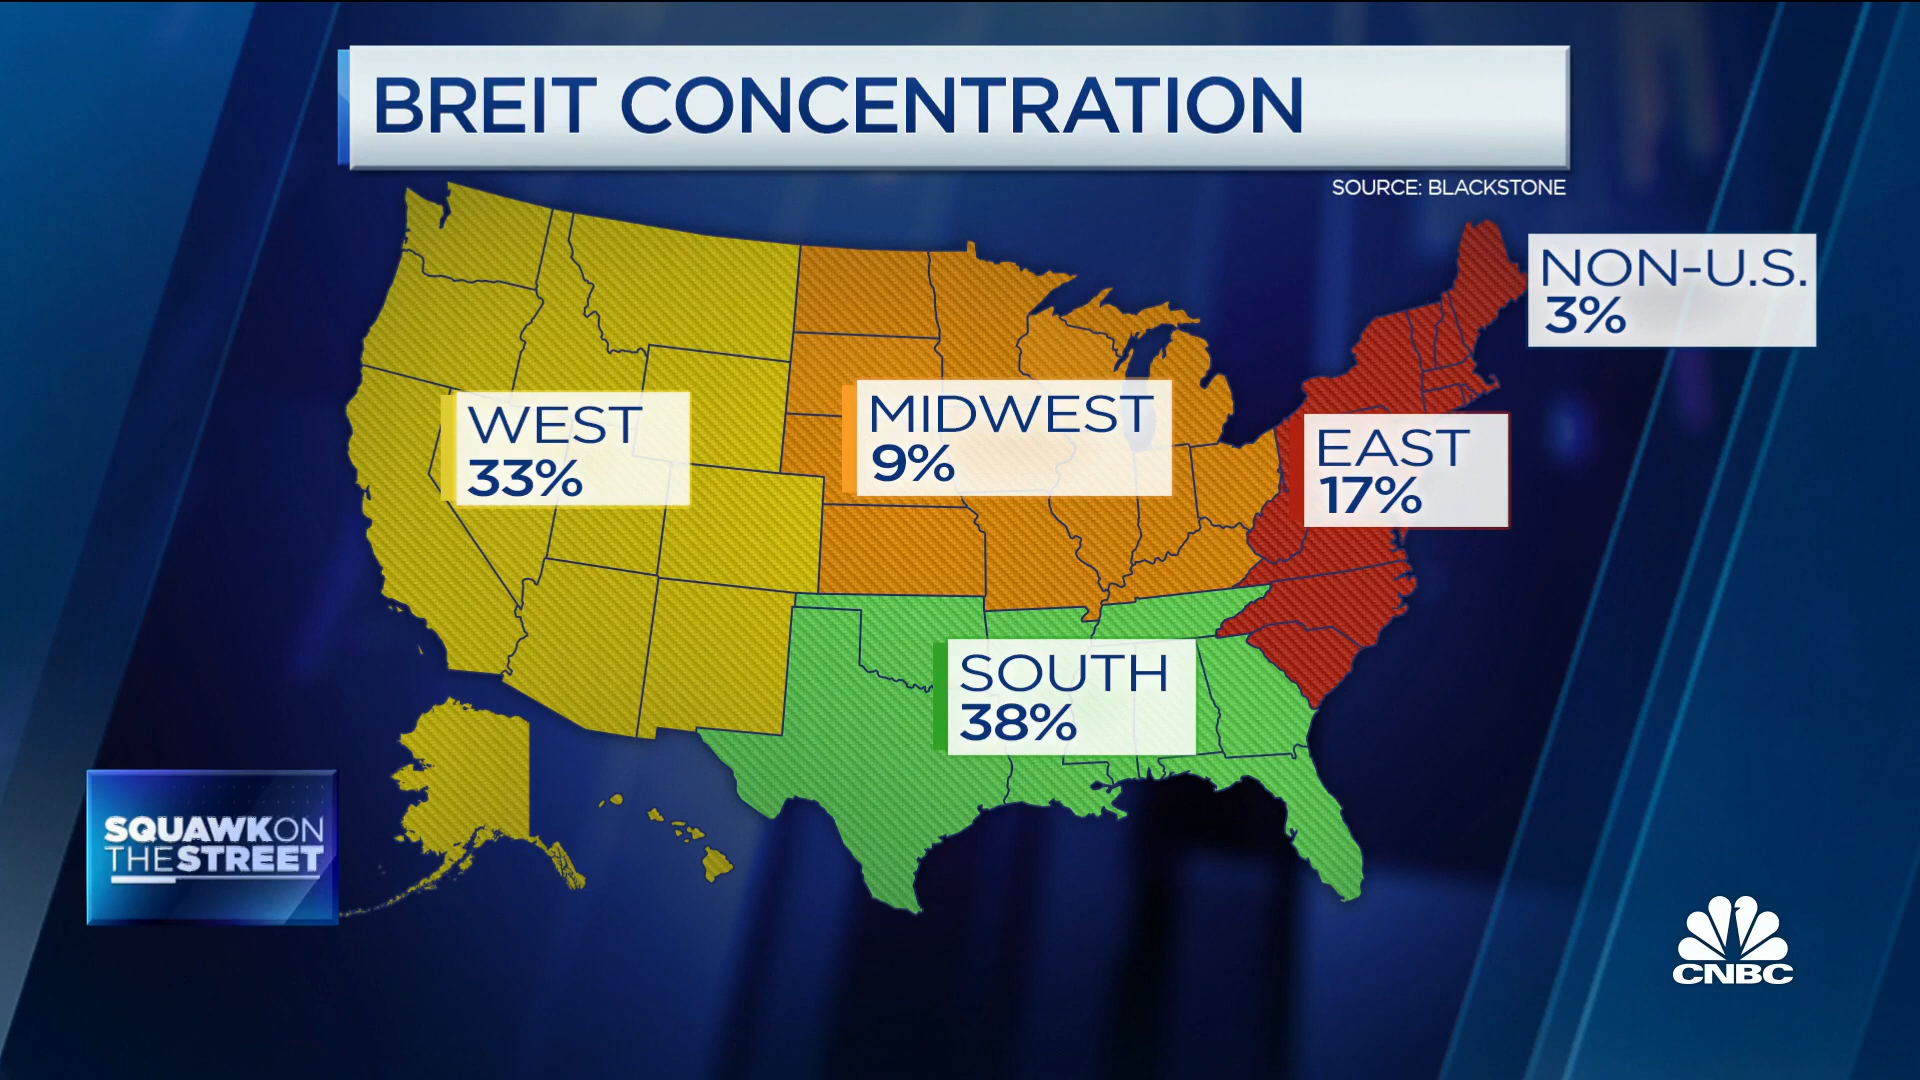 BREIT CONCENTRATION
SOURCE: BLACKSTONE
NON-U.S.
3%
WEST
33%
MIDWEST
9%
EAST
17%
SOUTH
38%
SQUAWK ON
THE STREET
CNBC